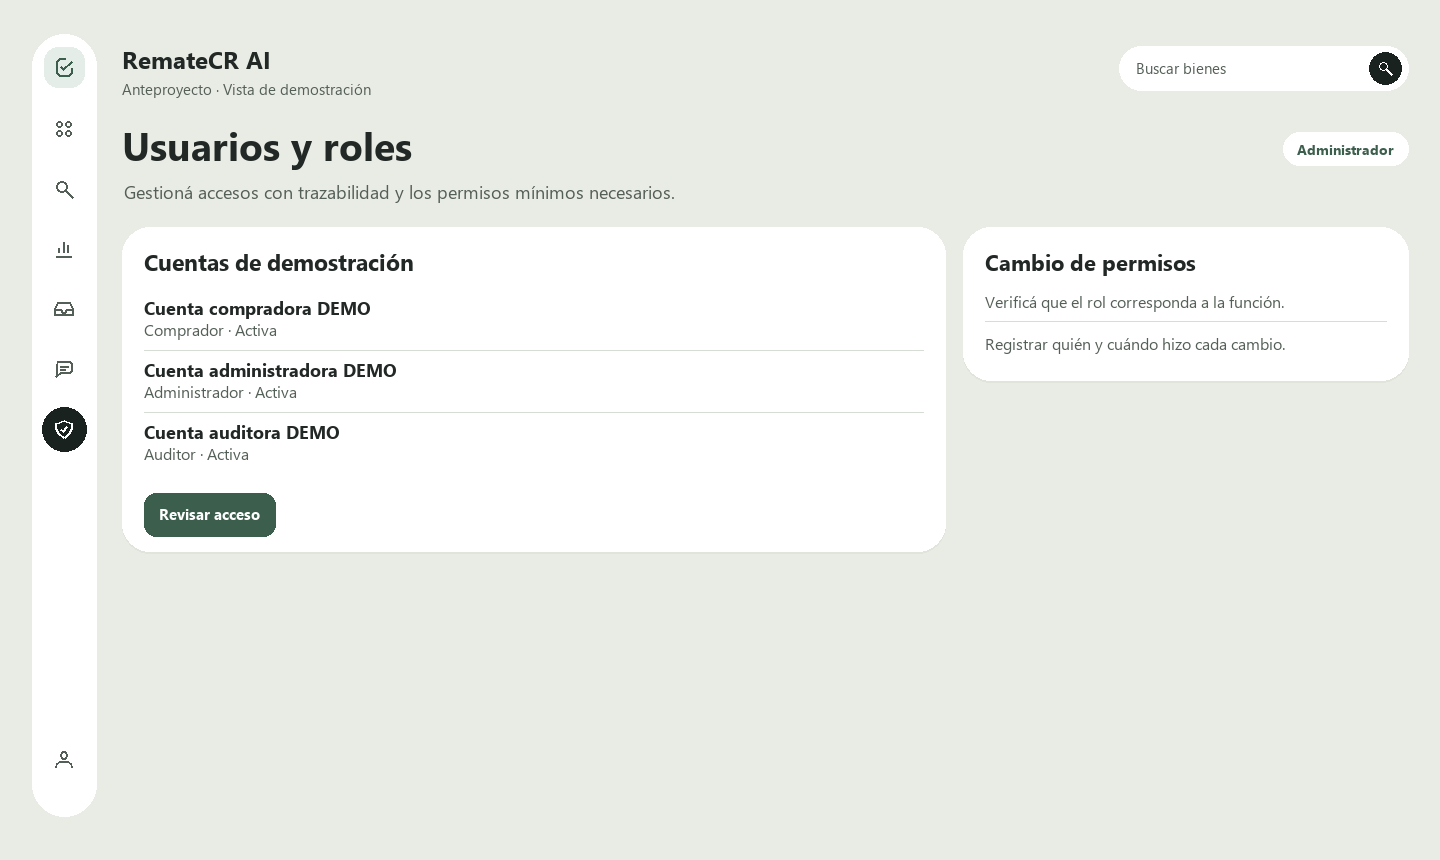 RemateCR AI
Anteproyecto · Vista de demostración
Buscar bienes
Usuarios y roles
Administrador
Gestioná accesos con trazabilidad y los permisos mínimos necesarios.
Cuentas de demostración
Cuenta compradora DEMO
Comprador · Activa
Cuenta administradora DEMO
Administrador · Activa
Cuenta auditora DEMO
Auditor · Activa
Revisar acceso
Cambio de permisos
Verificá que el rol corresponda a la función.
Registrar quién y cuándo hizo cada cambio.